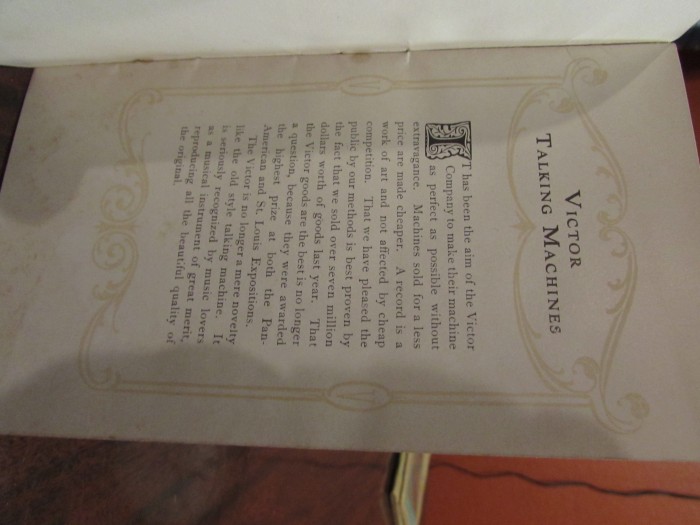 VICTOR
TALKING MACHINES
IT has been the aim of the Victor
Company to make their machine
as perfect as possible without
extravagance. Machines sold for a less
price are made cheaper. A record is a
work of art and not affected by cheap
competition. That we have pleased the
public by our methods is best proven by
the fact that we sold over seven million
dollars worth of goods last year. That
the Victor goods are the best is no longer
a question, because they were awarded
the highest prize at both the Pan-
American and St. Louis Expositions.
The Victor is no longer a mere novelty
like the old style talking machine. It
is seriously recognized by music lovers
as a musical instrument of great merit,
reproducing all the beautiful quality of
the original.